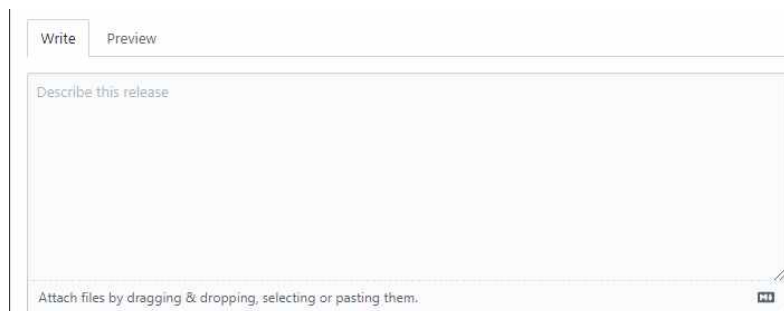 Write Preview
Describe this release
Attach files by dragging & dropping, selecting or pasting them.